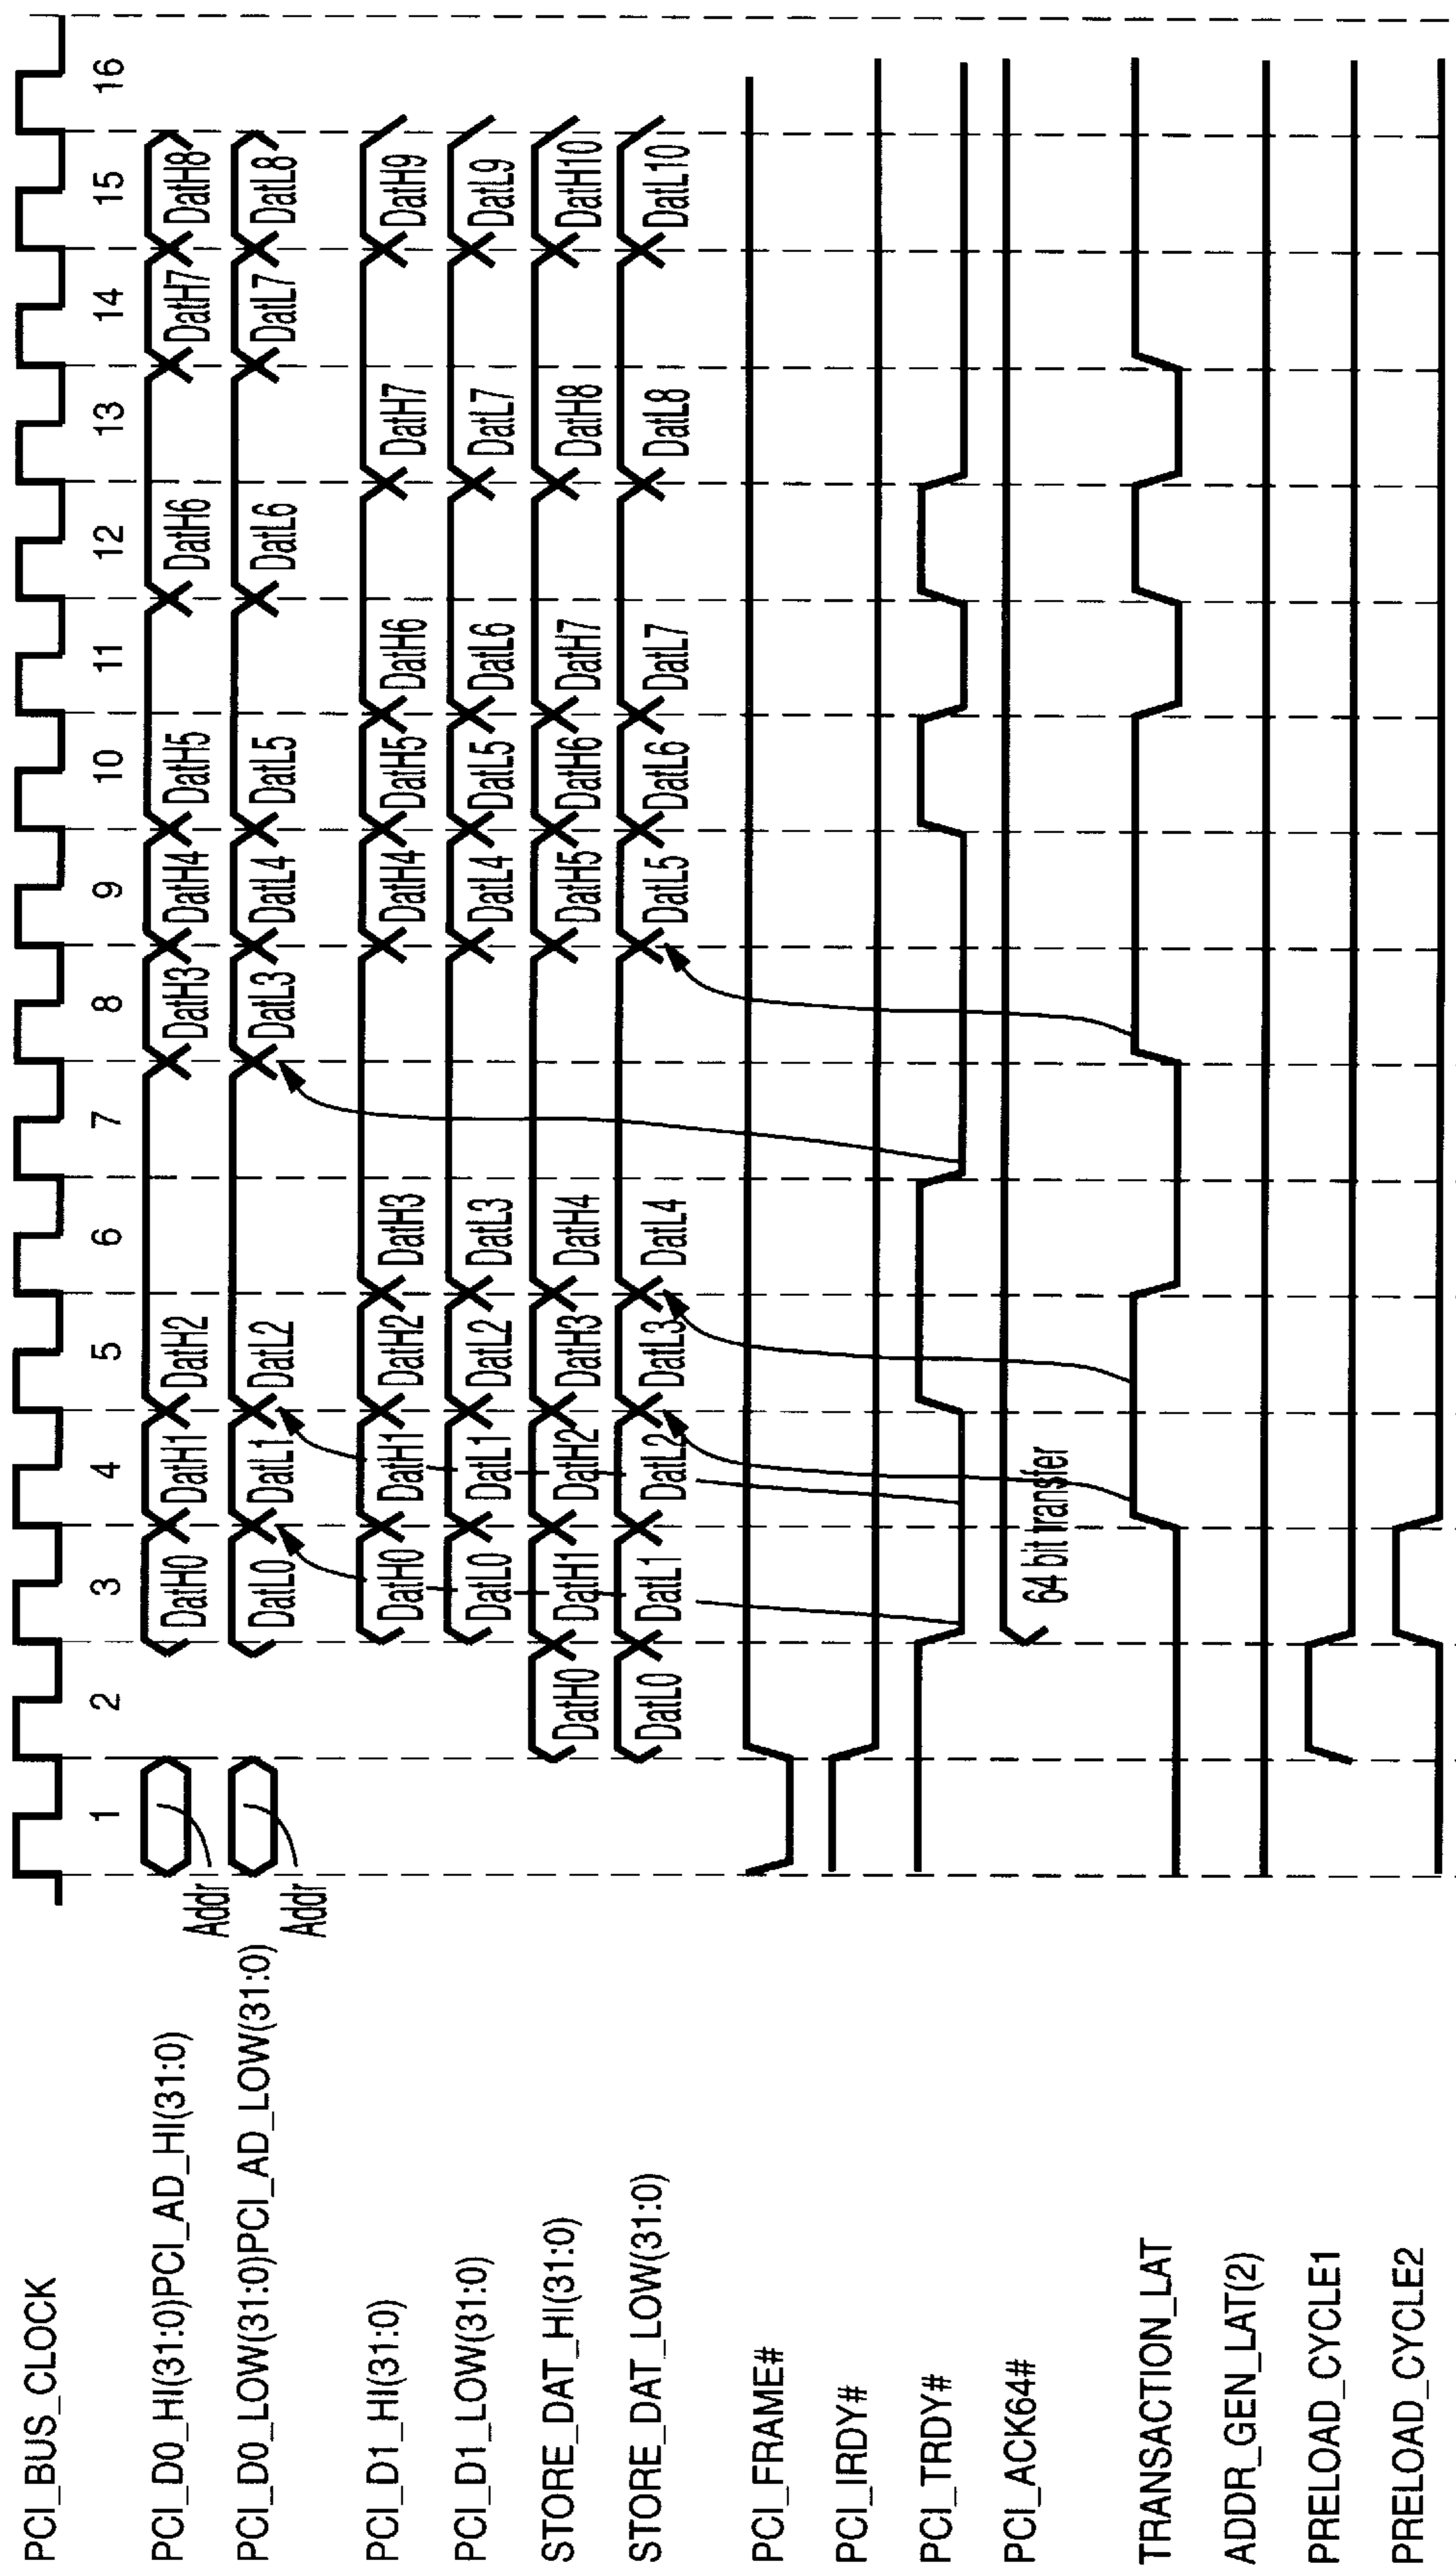 PCI_BUS_CLOCK
1 2 3 4 5 6 7 8 9 10 11 12 13 14 15 16
PCI_D0_HI(31:0)PCI_AD_HI(31:0) Addr DatH0 DatH1 DatH2 DatH3 DatH4 DatH5 DatH6 DatH7 DatH8
PCI_D0_LOW(31:0)PCI_AD_LOW(31:0) Addr DatL0 DatL1 DatL2 DatL3 DatL4 DatL5 DatL6 DatL7 DatL8
PCI_D1_HI(31:0) DatH0 DatH1 DatH2 DatH3 DatH4 DatH5 DatH6 DatH7 DatH9
PCI_D1_LOW(31:0) DatL0 DatL1 DatL2 DatL3 DatL4 DatL5 DatL6 DatL7 DatL9
STORE_DAT_HI(31:0) DatH0 DatH1 DatH2 DatH3 DatH4 DatH5 DatH6 DatH7 DatH8 DatH10
STORE_DAT_LOW(31:0) DatL0 DatL1 DatL2 DatL3 DatL4 DatL5 DatL6 DatL7 DatL8 DatL10
PCI_FRAME#
PCI_IRDY#
PCI_TRDY#
PCI_ACK64# 64 bit transfer
TRANSACTION_LAT
ADDR_GEN_LAT(2)
PRELOAD_CYCLE1
PRELOAD_CYCLE2